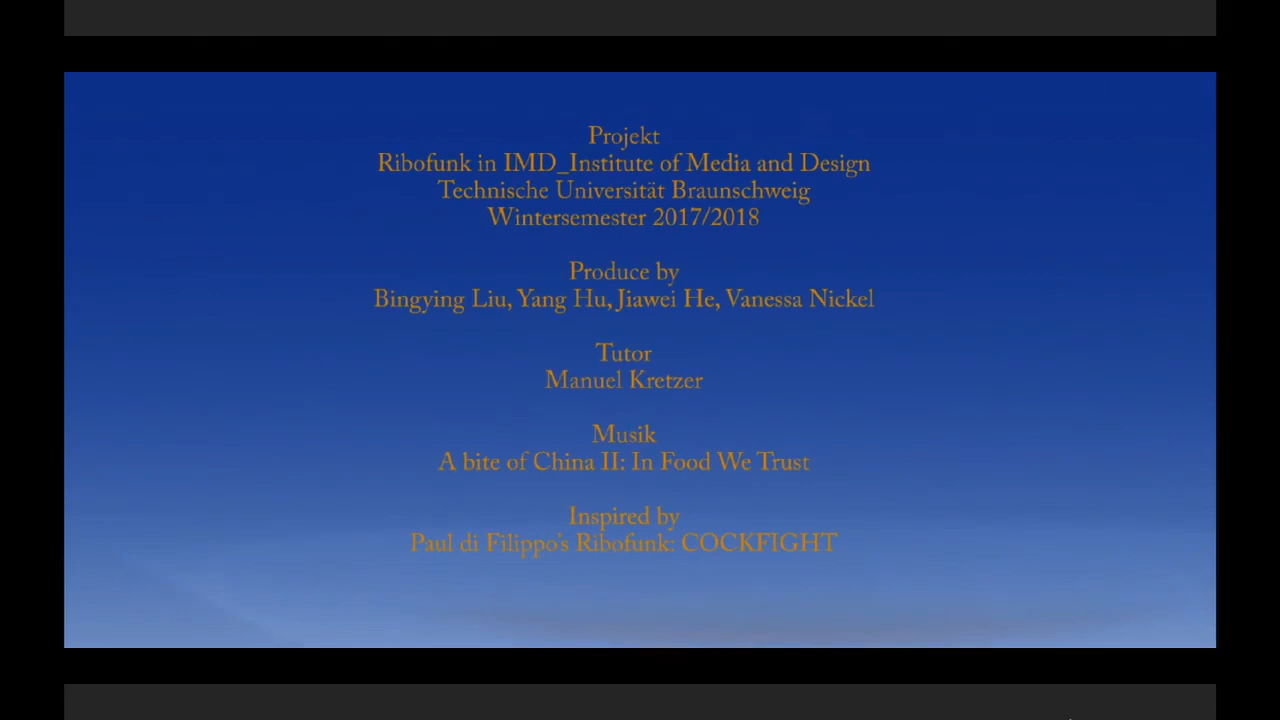 Projekt
Ribofunk in IMD_Institute of Media and Design
Technische Universität Braunschweig
Wintersemester 2017/2018
Produce by
Bingying Liu, Yang Hu, Jiawei He, Vanessa Nickel
Tutor
Manuel Kretzer
Musik
A bite of China II: In Food We Trust
Inspired by
Paul di Filippo's Ribofunk: COCKFIGHT